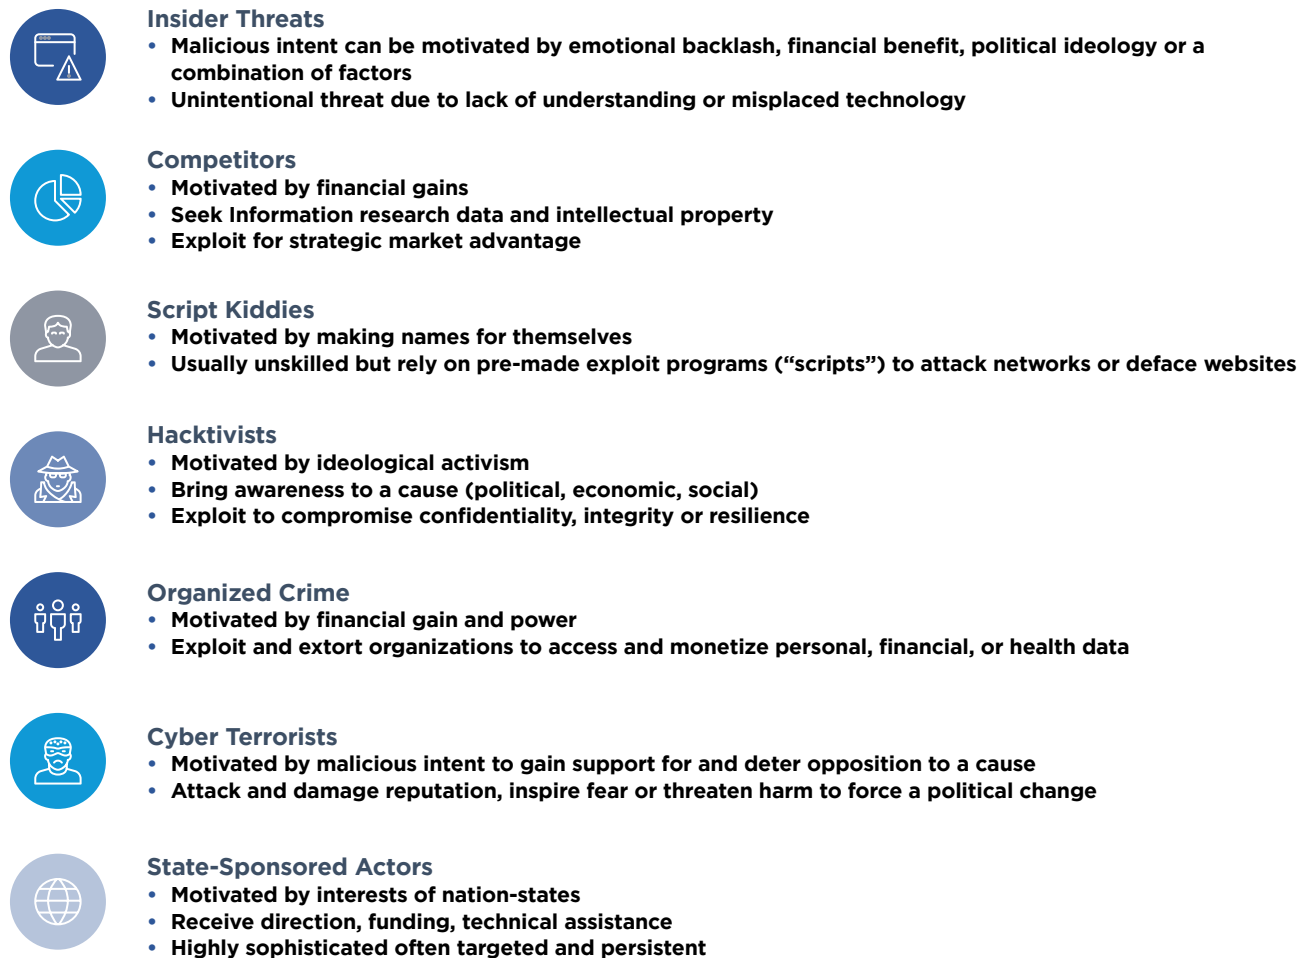 Insider Threats
• Malicious intent can be motivated by emotional backlash, financial benefit, political ideology or a
combination of factors
• Unintentional threat due to lack of understanding or misplaced technology
Competitors
• Motivated by financial gains
• Seek Information research data and intellectual property
• Exploit for strategic market advantage
Script Kiddies
• Motivated by making names for themselves
• Usually unskilled but rely on pre-made exploit programs (“scripts”) to attack networks or deface websites
Hacktivists
• Motivated by ideological activism
• Bring awareness to a cause (political, economic, social)
• Exploit to compromise confidentiality, integrity or resilience
Organized Crime
• Motivated by financial gain and power
• Exploit and extort organizations to access and monetize personal, financial, or health data
Cyber Terrorists
• Motivated by malicious intent to gain support for and deter opposition to a cause
• Attack and damage reputation, inspire fear or threaten harm to force a political change
State-Sponsored Actors
• Motivated by interests of nation-states
• Receive direction, funding, technical assistance
• Highly sophisticated often targeted and persistent